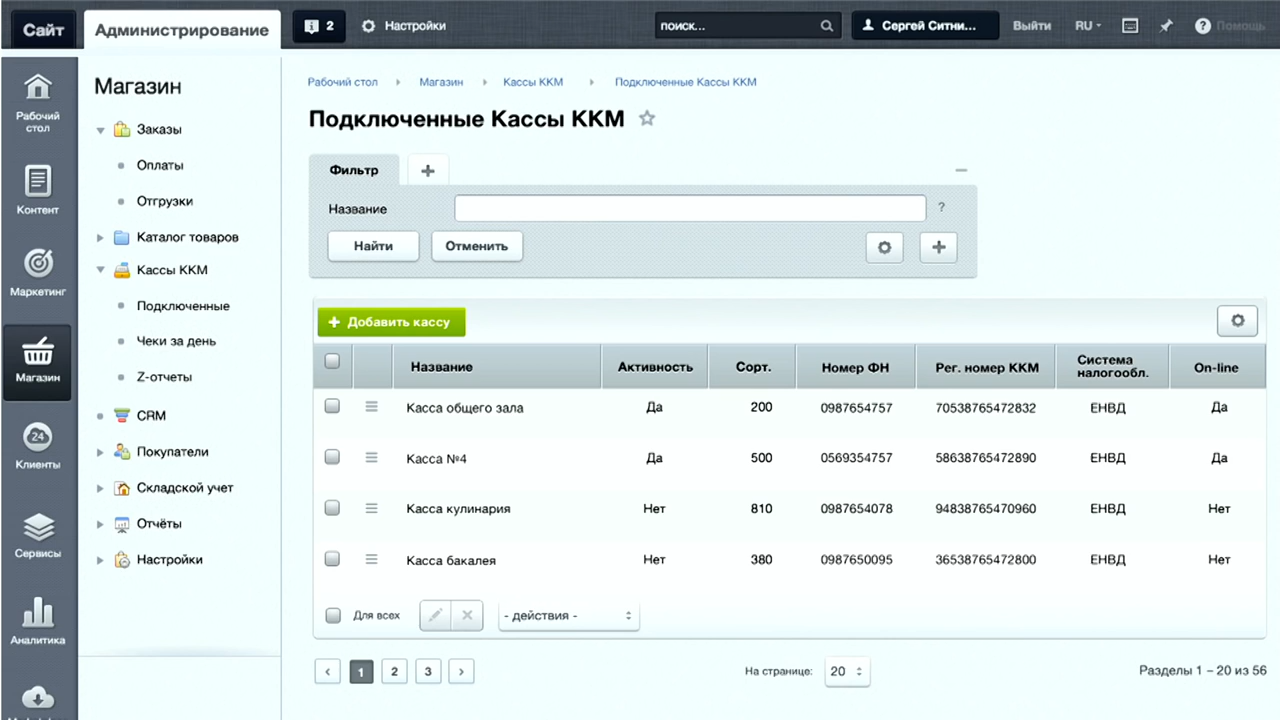 Сайт
Администрирование
2
Настройки
поиск...
Сергей Ситни...
Выйти
RU
? Помощь
Рабочий
стол
Контент
Маркетинг
Магазин
24
Клиенты
Сервисы
Аналитика
Магазин
Заказы
Оплаты
Отгрузки
Каталог товаров
Кассы ККМ
Подключенные
Чеки за день
Z-отчеты
CRM
Покупатели
Складской учет
Отчёты
Настройки
Рабочий стол Магазин Кассы ККМ Подключенные Кассы ККМ
Подключенные Кассы ККМ
Фильтр +
Название ?
Найти Отменить +
+ Добавить кассу
Название Активность Сорт. Номер ФН Рег. номер ККМ Система налогообл. On-line
Касса общего зала Да 200 0987654757 70538765472832 ЕНВД Да
Касса №4 Да 500 0569354757 58638765472890 ЕНВД Да
Касса кулинария Нет 810 0987654078 94838765470960 ЕНВД Нет
Касса бакалея Нет 380 0987650095 36538765472800 ЕНВД Нет
Для всех - действия -
‹ 1 2 3 › На странице: 20 Разделы 1 – 20 из 56